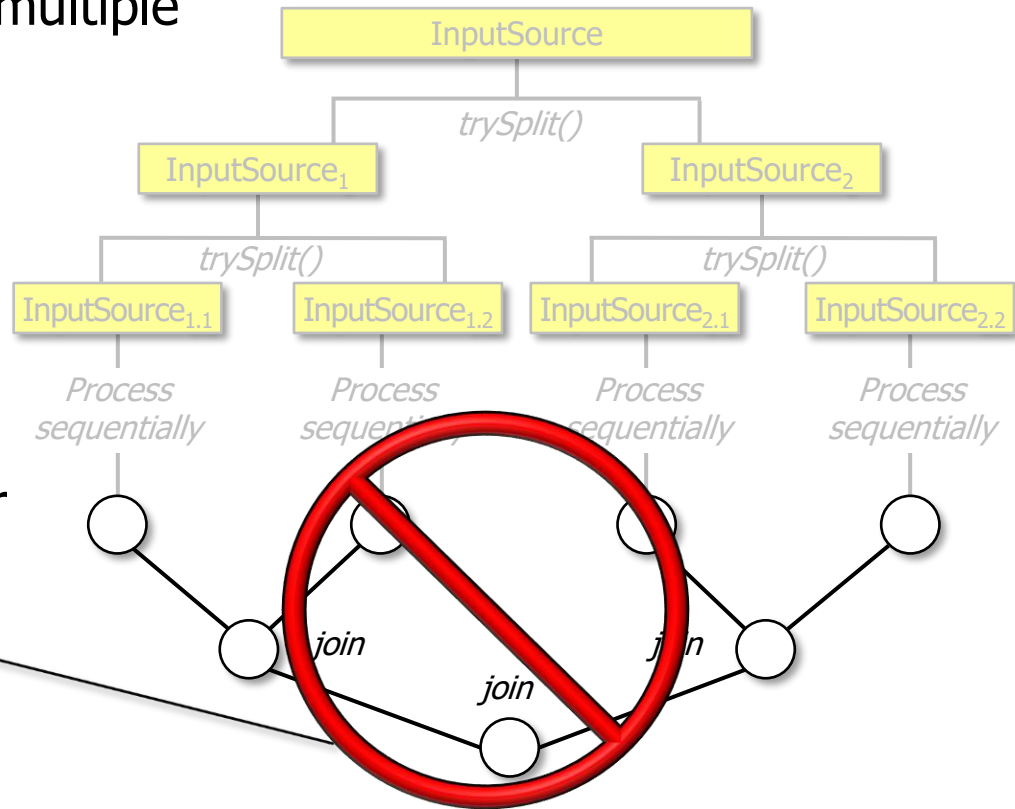 multiple
InputSource
trySplit()
InputSource₁ InputSource₂
trySplit() trySplit()
InputSource₁.₁ InputSource₁.₂ InputSource₂.₁ InputSource₂.₂
Process Process Process Process
sequentially sequentially sequentially sequentially
r
join join
join